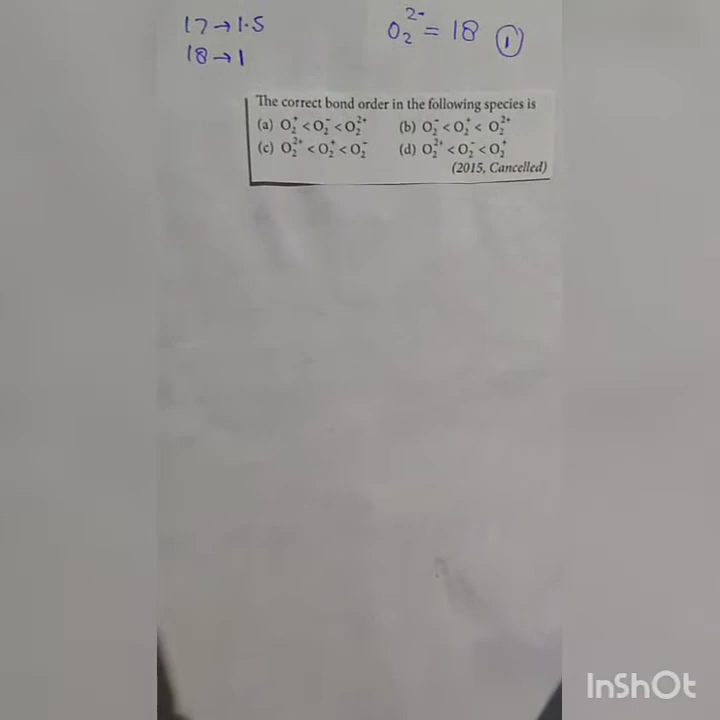 17→1.5
18→1
O₂²⁻ = 18 ①
The correct bond order in the following species is
(a) O₂⁺ < O₂⁻ < O₂²⁺ (b) O₂⁻ < O₂⁺ < O₂²⁺
(c) O₂²⁺ < O₂⁺ < O₂⁻ (d) O₂²⁺ < O₂⁻ < O₂⁺
(2015, Cancelled)
InShOt